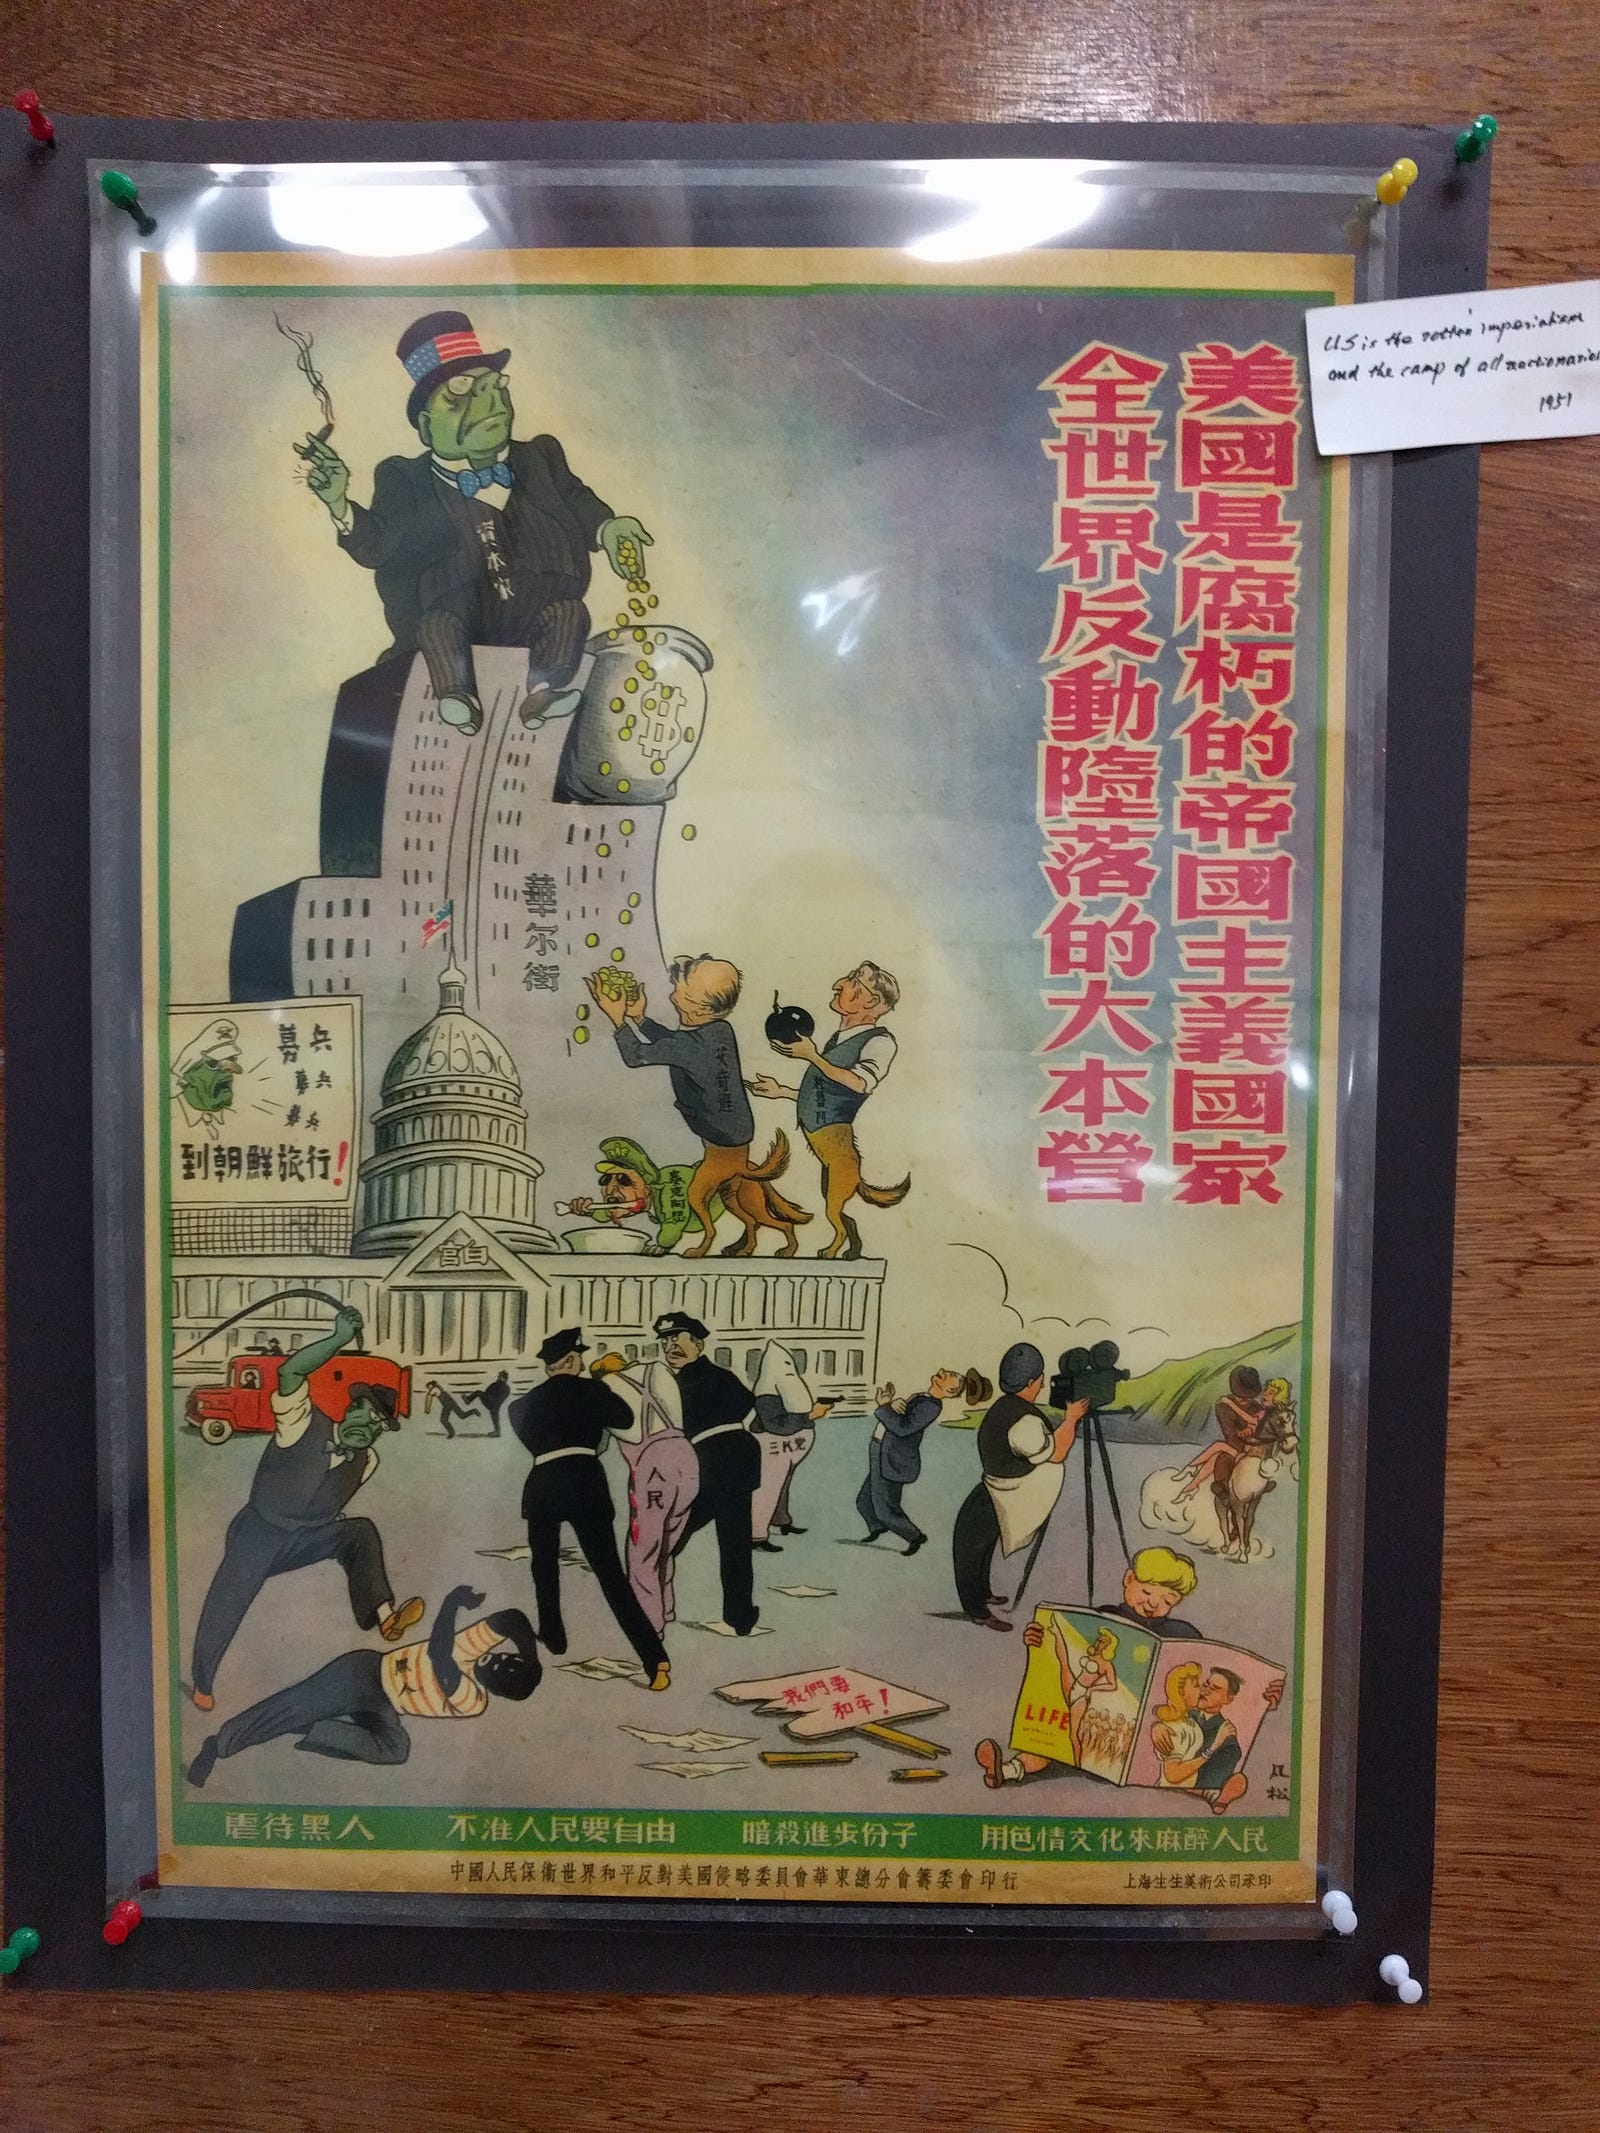 美國是腐朽的帝國主義國家
全世界反動墮落的大本營
US is the rotten imperialism
and the camp of all reactionaries
1951
資本家
華尔街
募兵
募兵
募兵
到朝鮮旅行!
艾奇遜
杜魯門
麥克阿瑟
白宮
人民
三K党
黑人
我們要
和平!
LIFE
虐待黑人
不准人民要自由
暗殺進步份子
用色情文化來麻醉人民
中國人民保衛世界和平反對美國侵略委員會華東總分會籌委會印行
上海生生美術公司承印